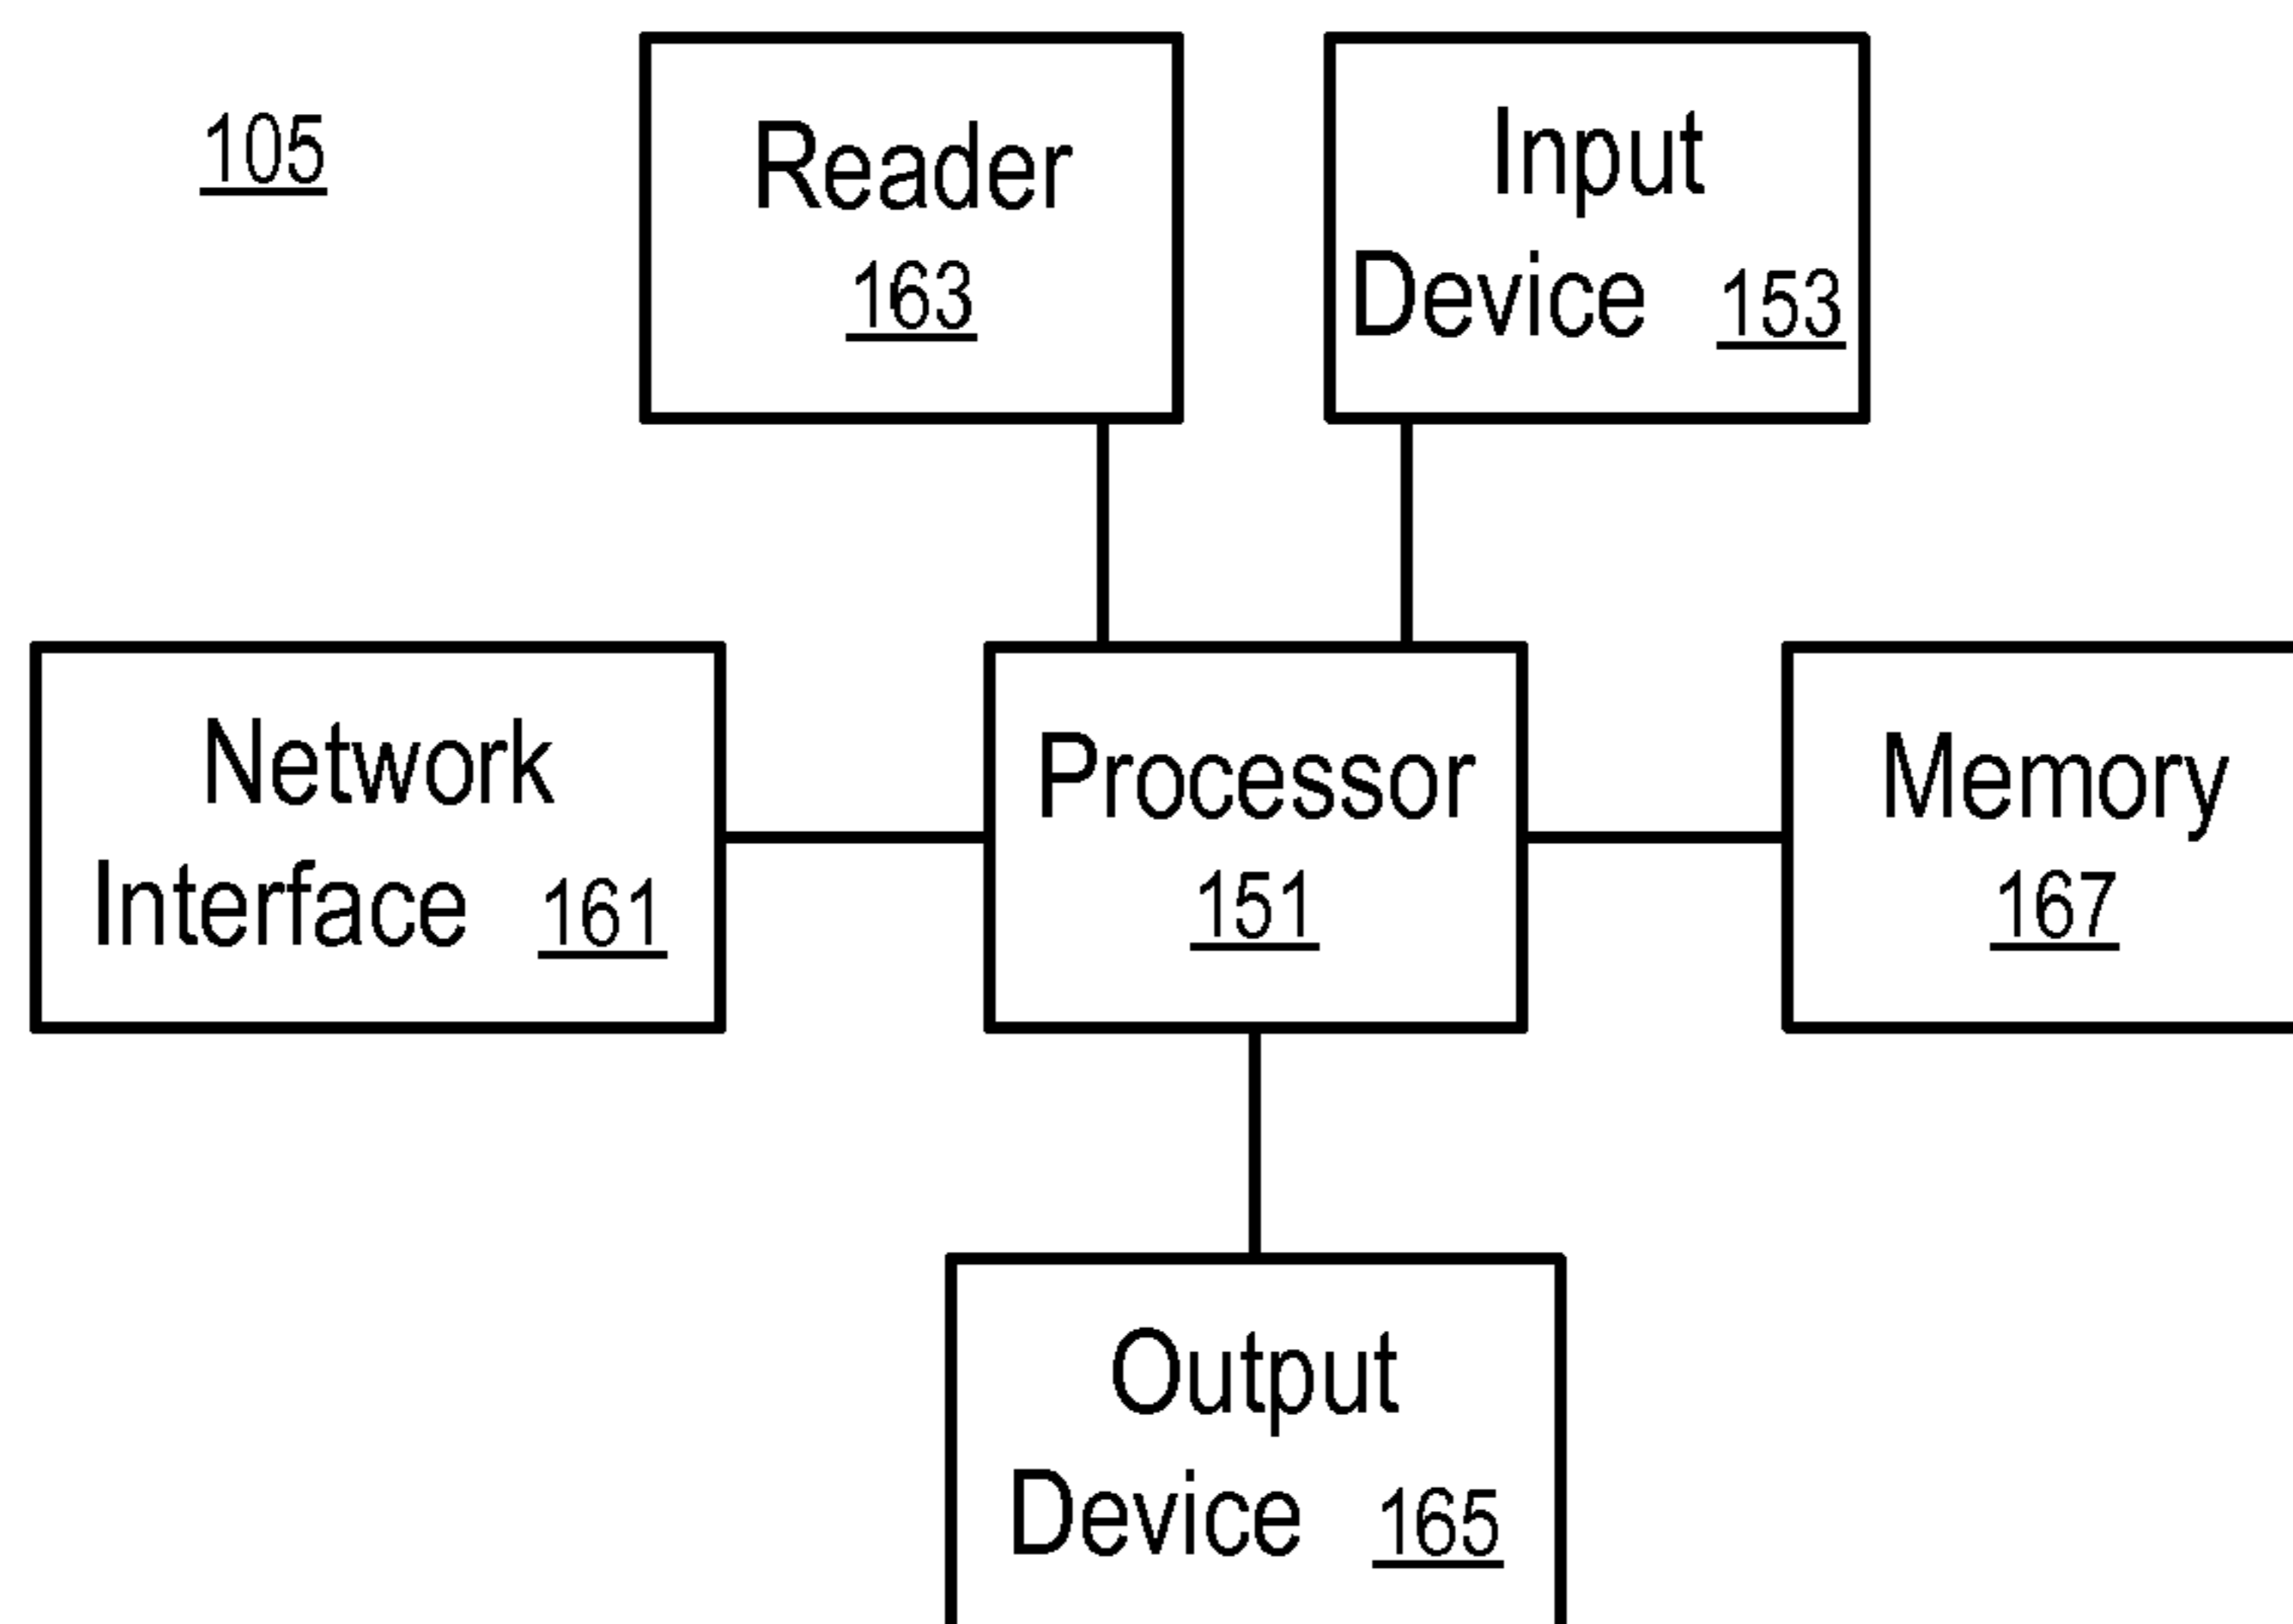 105
Reader
163
Input
Device 153
Network
Interface 161
Processor
151
Memory
167
Output
Device 165